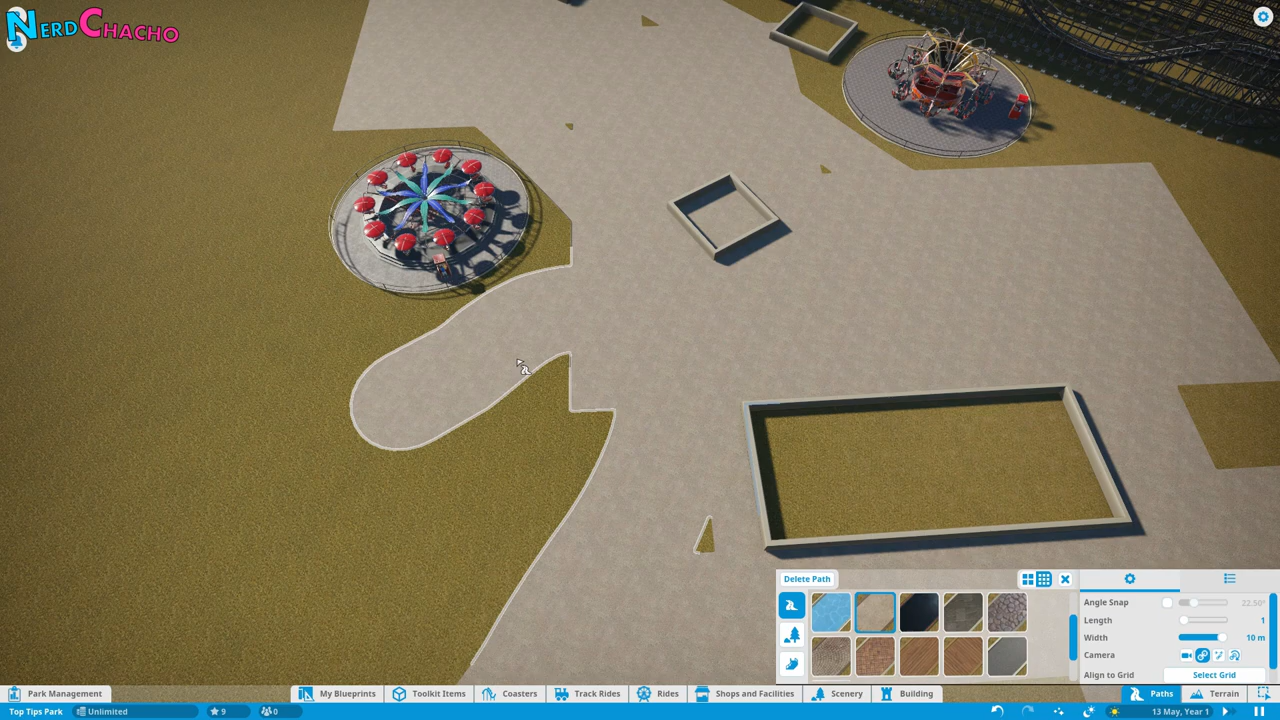 NERDCHACHO
Delete Path
Angle Snap 22.50°
Length 1
Width 10 m
Camera
Align to Grid Select Grid
Park Management My Blueprints Toolkit Items Coasters Track Rides Rides Shops and Facilities Scenery Building Paths Terrain
Top Tips Park Unlimited 9 0 13 May, Year 1